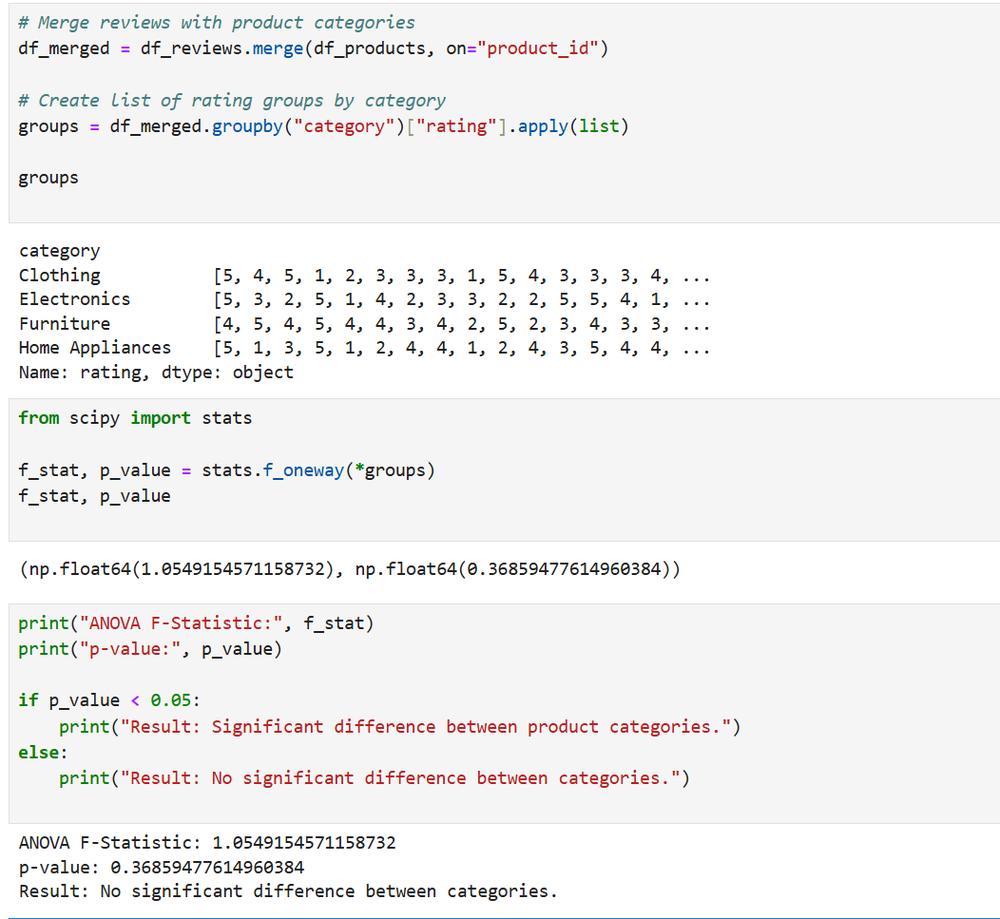 # Merge reviews with product categories
df_merged = df_reviews.merge(df_products, on="product_id")
# Create list of rating groups by category
groups = df_merged.groupby("category")["rating"].apply(list)
groups
category
Clothing           [5, 4, 5, 1, 2, 3, 3, 3, 1, 5, 4, 3, 3, 3, 4, ...
Electronics        [5, 3, 2, 5, 1, 4, 2, 3, 3, 2, 2, 5, 5, 4, 1, ...
Furniture          [4, 5, 4, 5, 4, 4, 3, 4, 2, 5, 2, 3, 4, 3, 3, ...
Home Appliances    [5, 1, 3, 5, 1, 2, 4, 4, 1, 2, 4, 3, 5, 4, 4, ...
Name: rating, dtype: object
from scipy import stats
f_stat, p_value = stats.f_oneway(*groups)
f_stat, p_value
(np.float64(1.0549154571158732), np.float64(0.36859477614960384))
print("ANOVA F-Statistic:", f_stat)
print("p-value:", p_value)
if p_value < 0.05:
    print("Result: Significant difference between product categories.")
else:
    print("Result: No significant difference between categories.")
ANOVA F-Statistic: 1.0549154571158732
p-value: 0.36859477614960384
Result: No significant difference between categories.